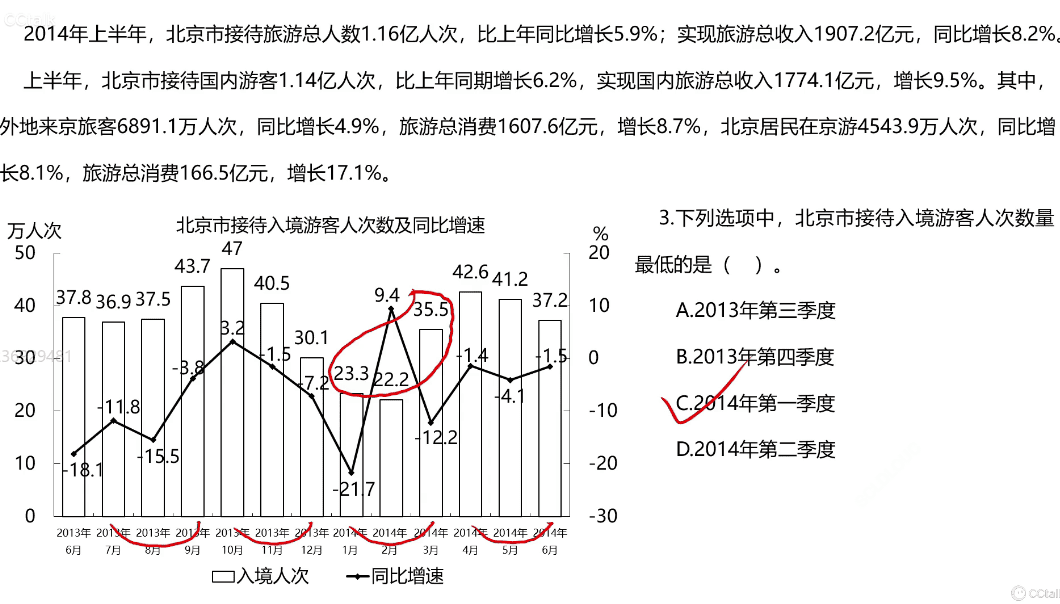 2014年上半年，北京市接待旅游总人数1.16亿人次，比上年同比增长5.9%；实现旅游总收入1907.2亿元，同比增长8.2%。
上半年，北京市接待国内游客1.14亿人次，比上年同期增长6.2%，实现国内旅游总收入1774.1亿元，增长9.5%。其中，
外地来京旅客6891.1万人次，同比增长4.9%，旅游总消费1607.6亿元，增长8.7%，北京居民在京游4543.9万人次，同比增
长8.1%，旅游总消费166.5亿元，增长17.1%。
北京市接待入境游客人次数及同比增速
万人次
%
50 40 30 20 10 0
37.8 36.9 37.5 43.7 47 40.5 30.1 23.3 22.2 35.5 42.6 41.2 37.2
-18.1 -11.8 -15.5 -3.8 3.2 -1.5 -7.2 -21.7 9.4 -12.2 -1.4 -4.1 -1.5
20 10 0 -10 -20 -30
2013年 2013年 2013年 2013年 2013年 2013年 2013年 2014年 2014年 2014年 2014年 2014年 2014年
6月 7月 8月 9月 10月 11月 12月 1月 2月 3月 4月 5月 6月
入境人次 同比增速
3.下列选项中，北京市接待入境游客人次数量
最低的是（ ）。
A.2013年第三季度
B.2013年第四季度
C.2014年第一季度
D.2014年第二季度
CCtalk